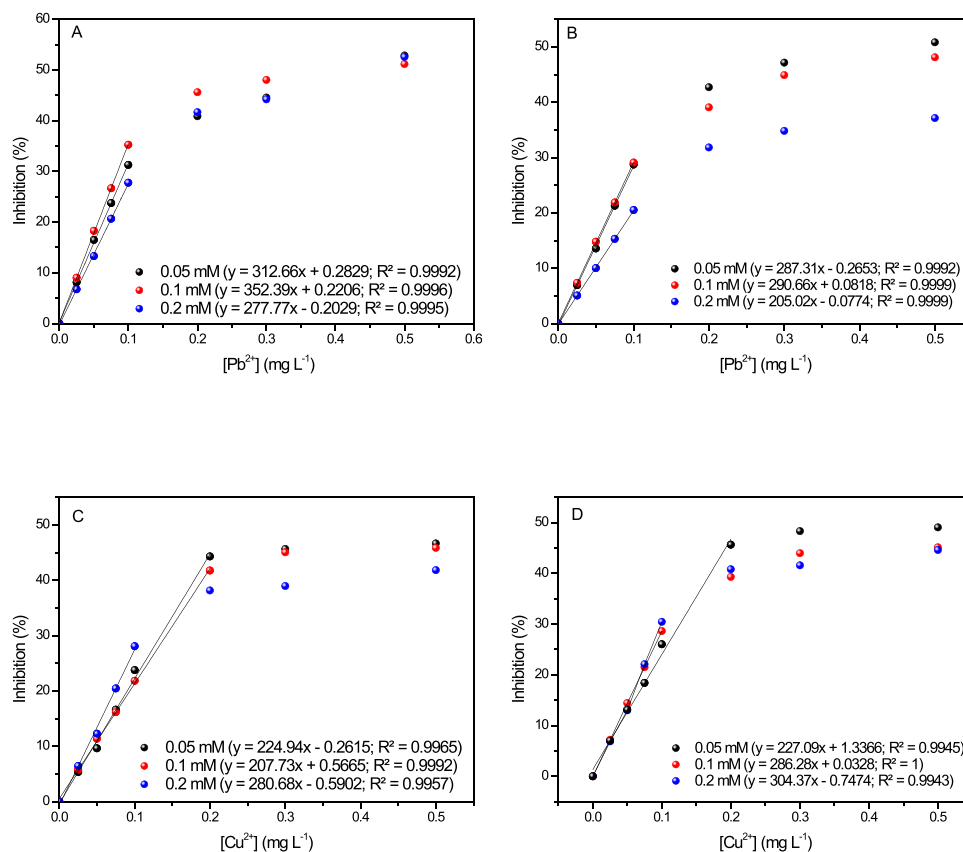 A
60
50
40
30
20
10
0
Inhibition (%)
0.05 mM (y = 312.66x + 0.2829; R² = 0.9992)
0.1 mM (y = 352.39x + 0.2206; R² = 0.9996)
0.2 mM (y = 277.77x - 0.2029; R² = 0.9995)
0.0 0.1 0.2 0.3 0.4 0.5 0.6
[Pb²⁺] (mg L⁻¹)
B
50
40
30
20
10
0
Inhibition (%)
0.05 mM (y = 287.31x - 0.2653; R² = 0.9992)
0.1 mM (y = 290.66x + 0.0818; R² = 0.9999)
0.2 mM (y = 205.02x - 0.0774; R² = 0.9999)
0.0 0.1 0.2 0.3 0.4 0.5
[Pb²⁺] (mg L⁻¹)
C
50
40
30
20
10
0
Inhibition (%)
0.05 mM (y = 224.94x - 0.2615; R² = 0.9965)
0.1 mM (y = 207.73x + 0.5665; R² = 0.9992)
0.2 mM (y = 280.68x - 0.5902; R² = 0.9957)
0.0 0.1 0.2 0.3 0.4 0.5
[Cu²⁺] (mg L⁻¹)
D
50
40
30
20
10
0
Inhibition (%)
0.05 mM (y = 227.09x + 1.3366; R² = 0.9945)
0.1 mM (y = 286.28x + 0.0328; R² = 1)
0.2 mM (y = 304.37x - 0.7474; R² = 0.9943)
0.0 0.1 0.2 0.3 0.4 0.5
[Cu²⁺] (mg L⁻¹)